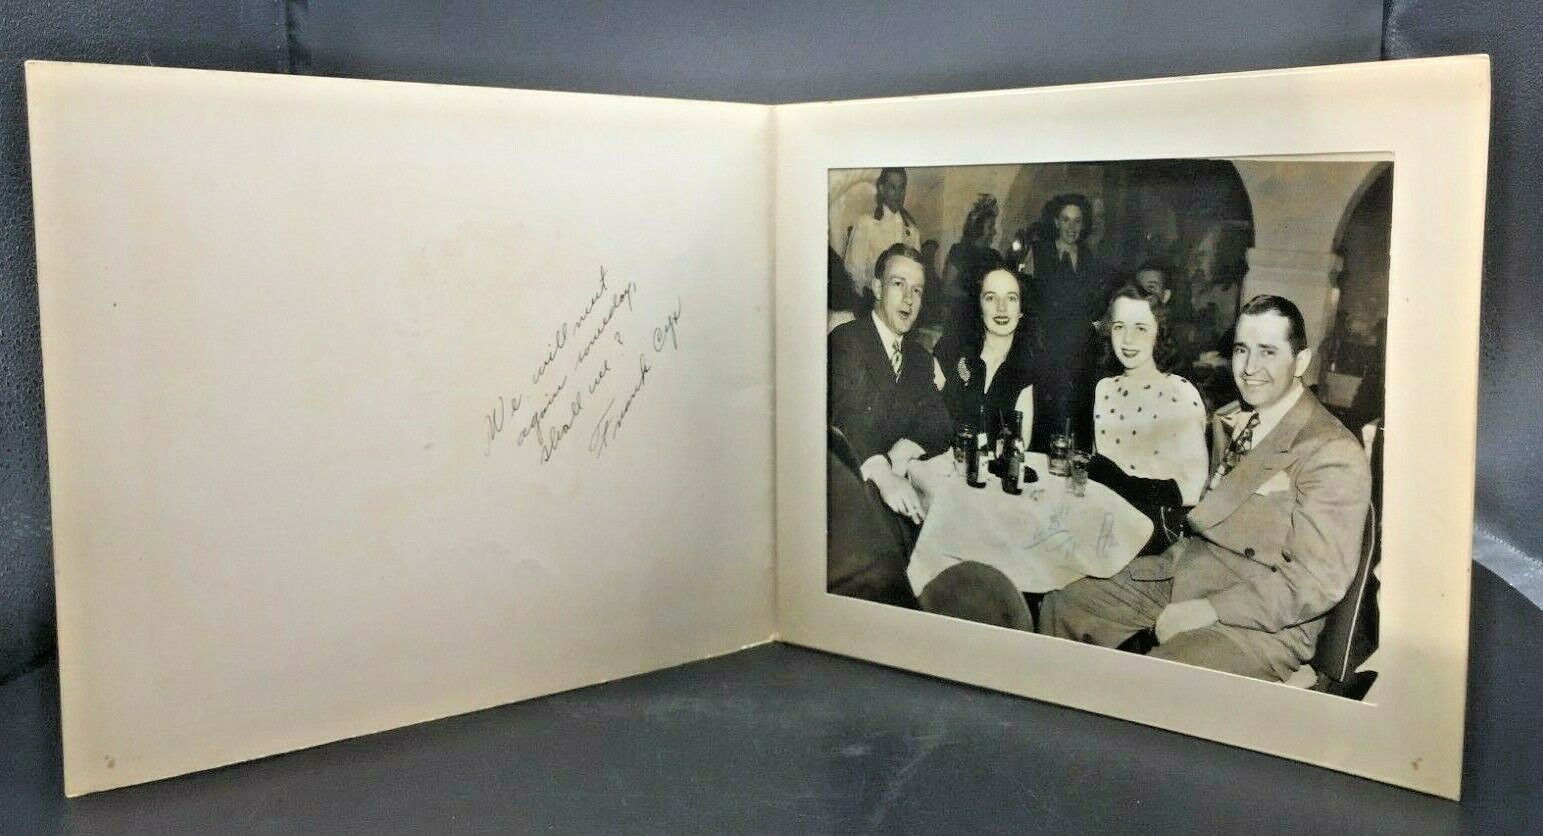 We will meet
again someday,
shall we?
Frank